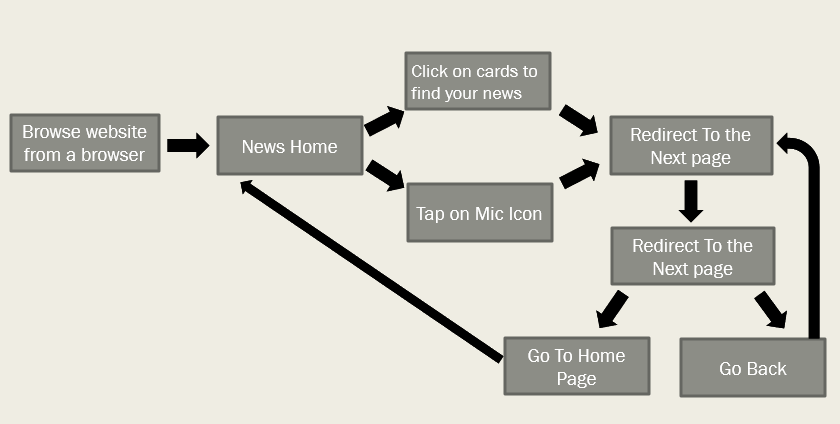 Browse website
from a browser
News Home
Click on cards to
find your news
Tap on Mic Icon
Redirect To the
Next page
Redirect To the
Next page
Go To Home
Page
Go Back